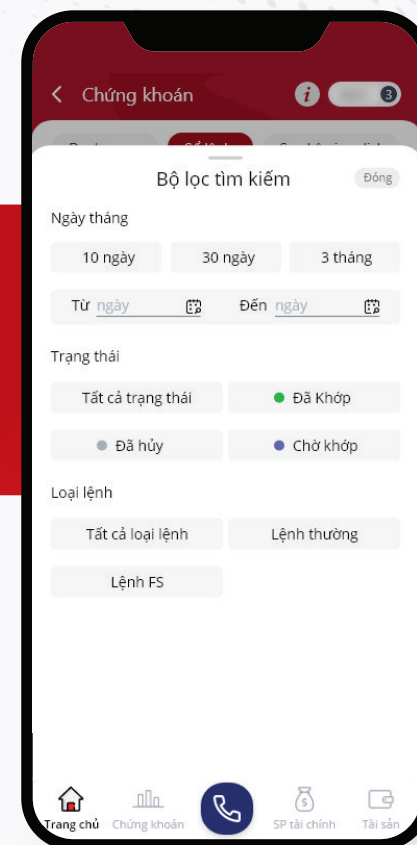 Chứng khoán
i
3
Bộ lọc tìm kiếm
Đóng
Ngày tháng
10 ngày 30 ngày 3 tháng
Từ ngày Đến ngày
Trạng thái
Tất cả trạng thái Đã Khớp
Đã hủy Chờ khớp
Loại lệnh
Tất cả loại lệnh Lệnh thường
Lệnh FS
Trang chủ Chứng khoán SP tài chính Tài sản